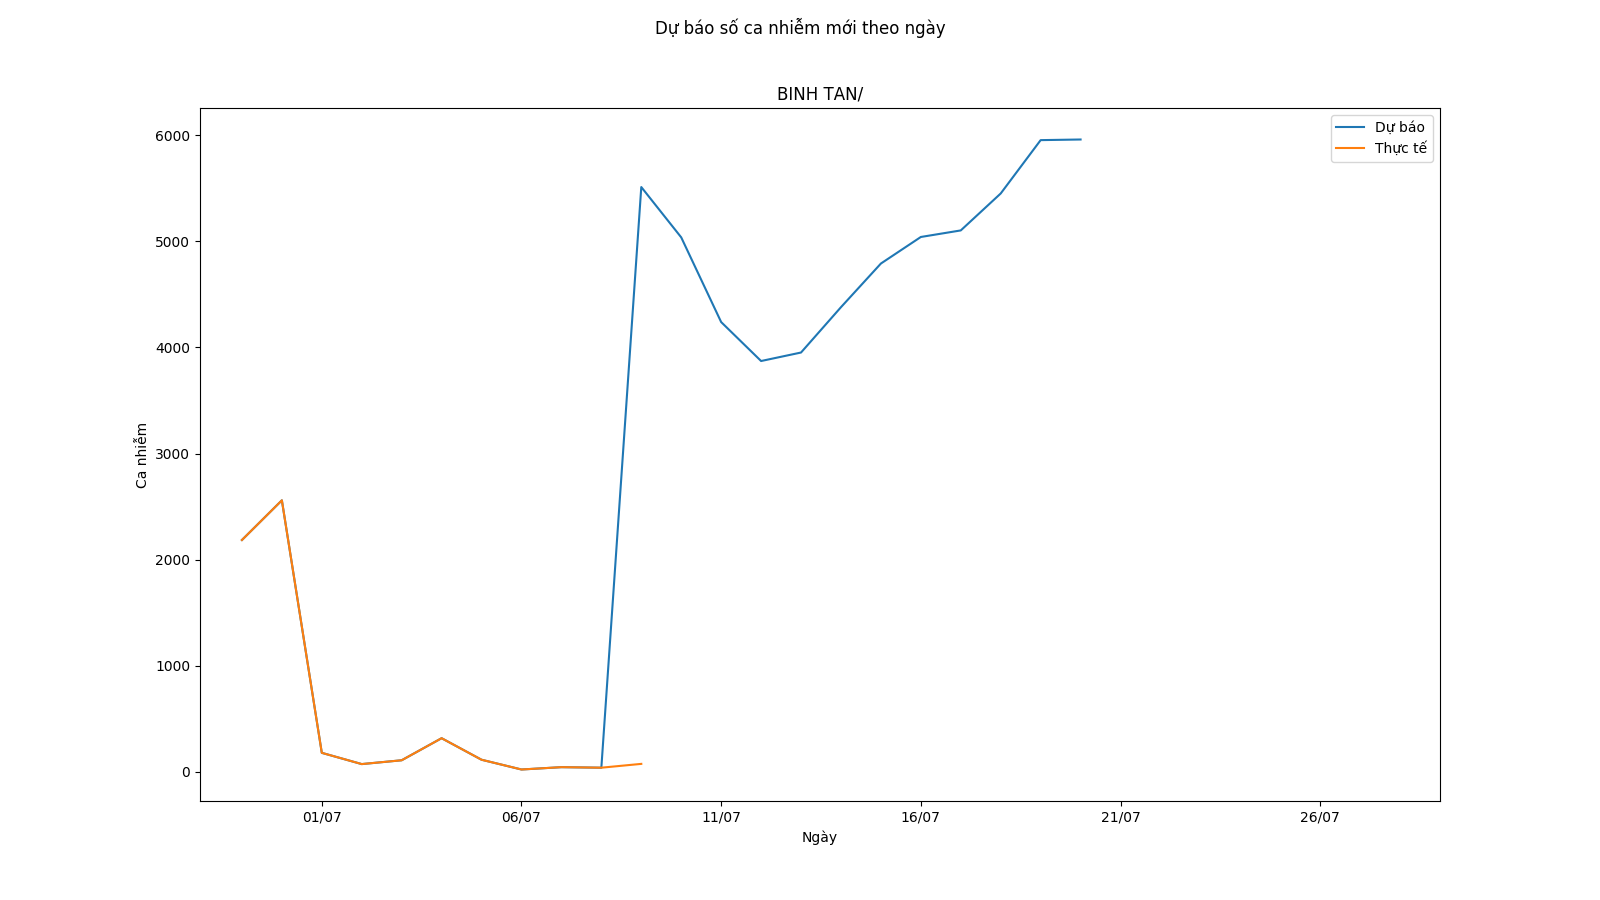 Dự báo số ca nhiễm mới theo ngày
BINH TAN/
Dự báo
Thực tế
6000
5000
4000
3000
2000
1000
0
Ca nhiễm
01/07 06/07 11/07 16/07 21/07 26/07
Ngày